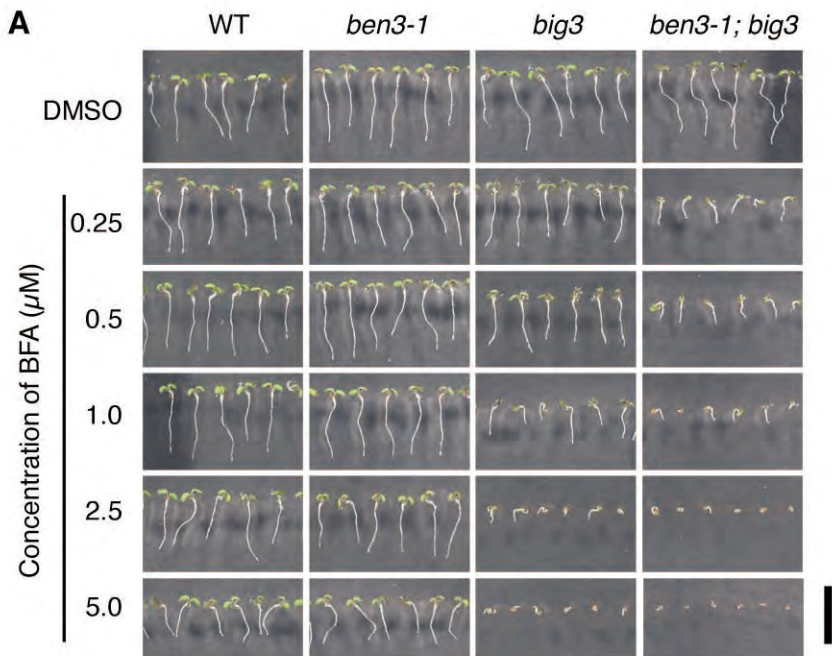 A
WT
ben3-1
big3
ben3-1; big3
DMSO
Concentration of BFA (µM)
0.25
0.5
1.0
2.5
5.0